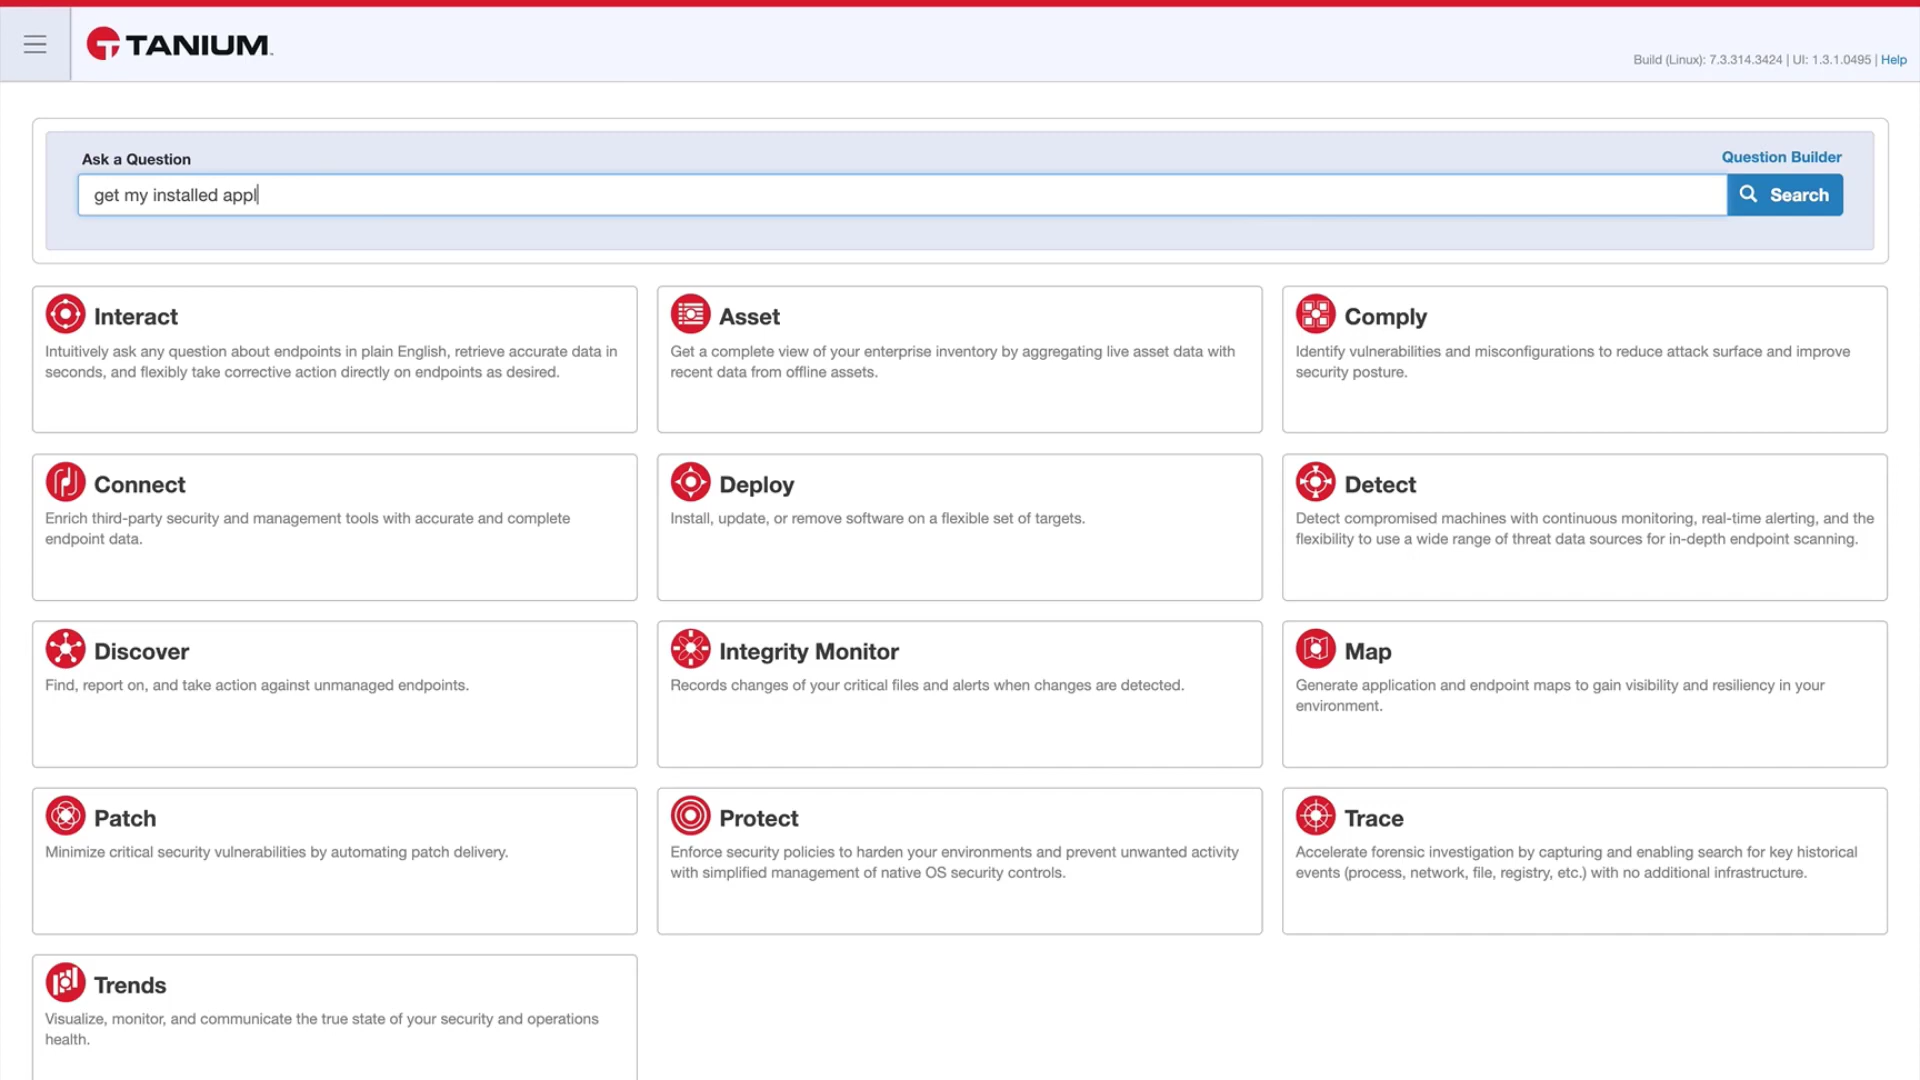 TANIUM
Build (Linux): 7.3.314.3424 | UI: 1.3.1.0495 | Help
Ask a Question
Question Builder
get my installed appl
Search
Interact
Intuitively ask any question about endpoints in plain English, retrieve accurate data in
seconds, and flexibly take corrective action directly on endpoints as desired.
Asset
Get a complete view of your enterprise inventory by aggregating live asset data with
recent data from offline assets.
Comply
Identify vulnerabilities and misconfigurations to reduce attack surface and improve
security posture.
Connect
Enrich third-party security and management tools with accurate and complete
endpoint data.
Deploy
Install, update, or remove software on a flexible set of targets.
Detect
Detect compromised machines with continuous monitoring, real-time alerting, and the
flexibility to use a wide range of threat data sources for in-depth endpoint scanning.
Discover
Find, report on, and take action against unmanaged endpoints.
Integrity Monitor
Records changes of your critical files and alerts when changes are detected.
Map
Generate application and endpoint maps to gain visibility and resiliency in your
environment.
Patch
Minimize critical security vulnerabilities by automating patch delivery.
Protect
Enforce security policies to harden your environments and prevent unwanted activity
with simplified management of native OS security controls.
Trace
Accelerate forensic investigation by capturing and enabling search for key historical
events (process, network, file, registry, etc.) with no additional infrastructure.
Trends
Visualize, monitor, and communicate the true state of your security and operations
health.